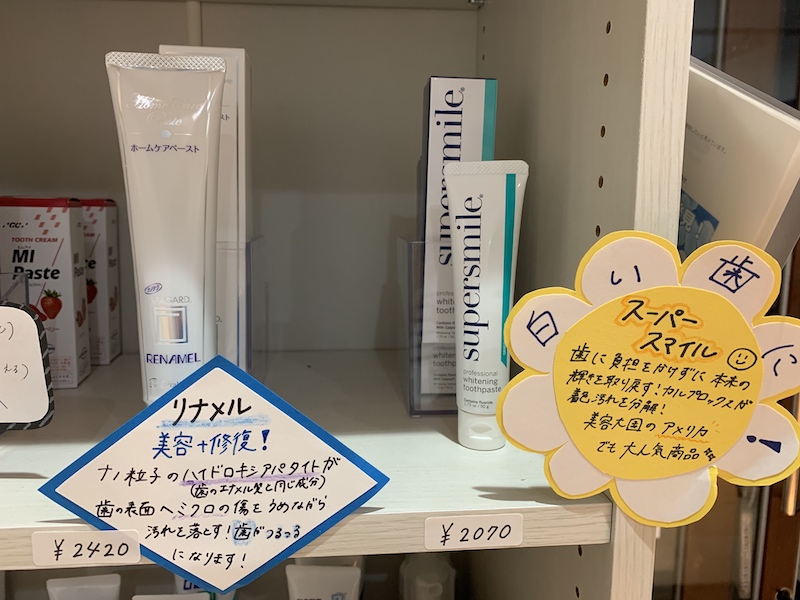 ホームケアペースト
RENAMEL
GC
TOOTH CREAM
MI
Paste
supersmile
professional
whitening
toothpaste
supersmile
professional
whitening
toothpaste
リナメル
美容+修復!
ナノ粒子のハイドロキシアパタイトが
(歯のエナメル質と同じ成分)
歯の表面へミクロの傷をうめながら
汚れを落とす!歯がつるつる
になります!
¥2420
¥2070
白い歯に!
スーパー
スマイル
歯に負担をかけずに本来の
輝きを取り戻す!カルプロックスが
着色汚れを分解!
美容大国のアメリカ
でも大人気商品